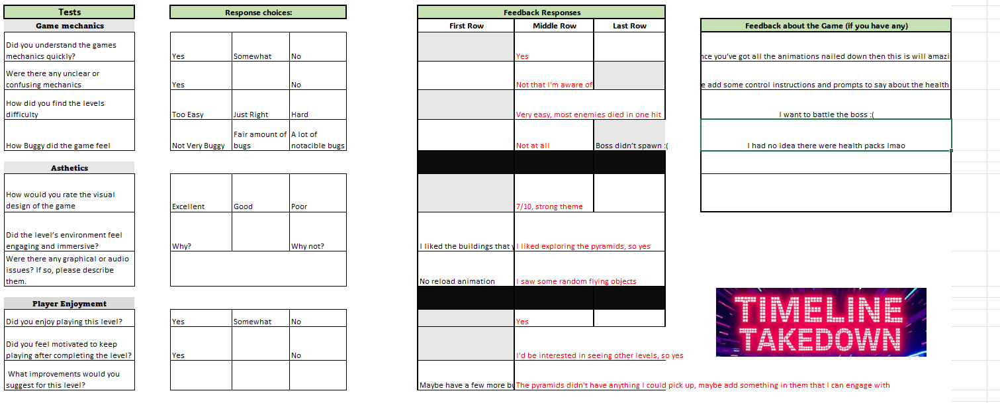 Tests
Response choices:
Feedback Responses
Game mechanics
First Row
Middle Row
Last Row
Feedback about the Game (if you have any)
Did you understand the games
mechanics quickly?
Yes
Somewhat
No
Yes
nce you’ve got all the animations nailed down then this is will amazi
Were there any unclear or
confusing mechanics
Yes
No
Not that I'm aware of
e add some control instructions and prompts to say about the health
How did you find the levels
difficulty
Too Easy
Just Right
Hard
Very easy, most enemies died in one hit
I want to battle the boss :(
How Buggy did the game feel
Not Very Buggy
Fair amount of
bugs
A lot of
notacible bugs
Not at all
Boss didn’t spawn :(
I had no idea there were health packs lmao
Asthetics
How would you rate the visual
design of the game
Excellent
Good
Poor
7/10, strong theme
Did the level’s environment feel
engaging and immersive?
Why?
Why not?
I liked the buildings that
I liked exploring the pyramids, so yes
Were there any graphical or audio
issues? If so, please describe
them.
No reload animation
I saw some random flying objects
Player Enjoymemt
Did you enjoy playing this level?
Yes
Somewhat
No
Yes
Did you feel motivated to keep
playing after completing the level?
Yes
No
I'd be interested in seeing other levels, so yes
What improvements would you
suggest for this level?
Maybe have a few more
The pyramids didn't have anything I could pick up, maybe add something in them that I can engage with
TIMELINE
TAKEDOWN